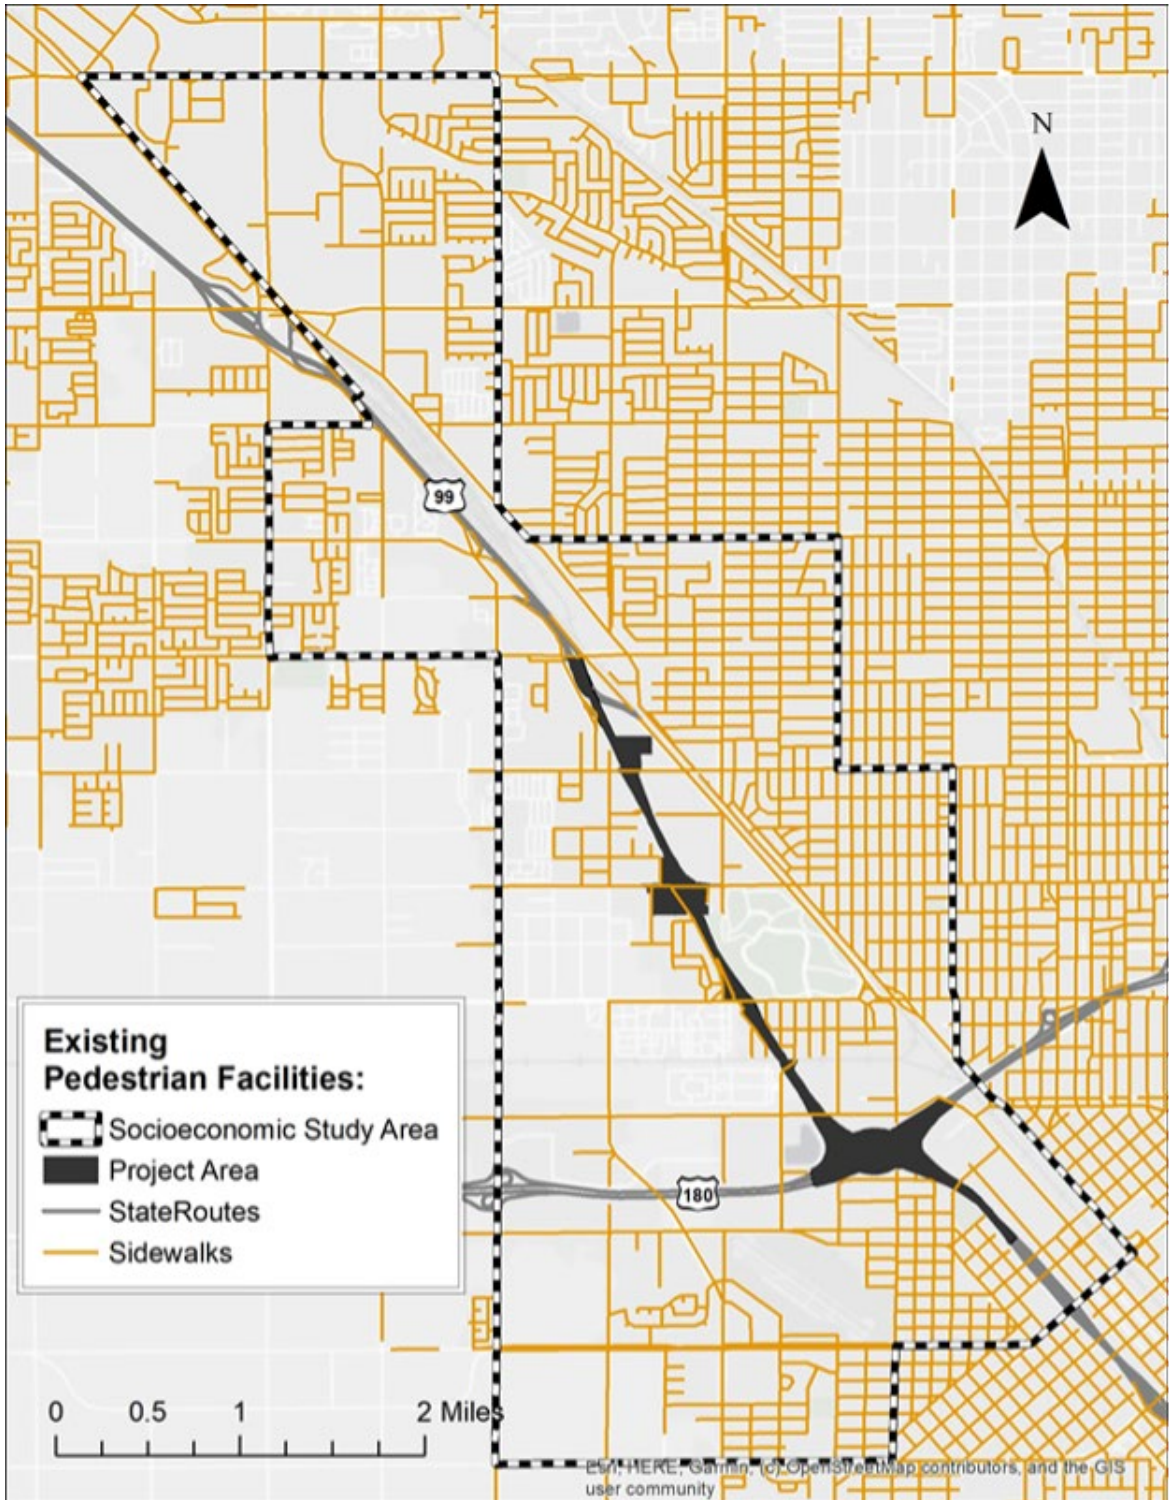 N
99
Existing
Pedestrian Facilities:
Socioeconomic Study Area
Project Area
StateRoutes
Sidewalks
180
0 0.5 1 2 Miles
Esri, HERE, Garmin, (c) OpenStreetMap contributors, and the GIS
user community